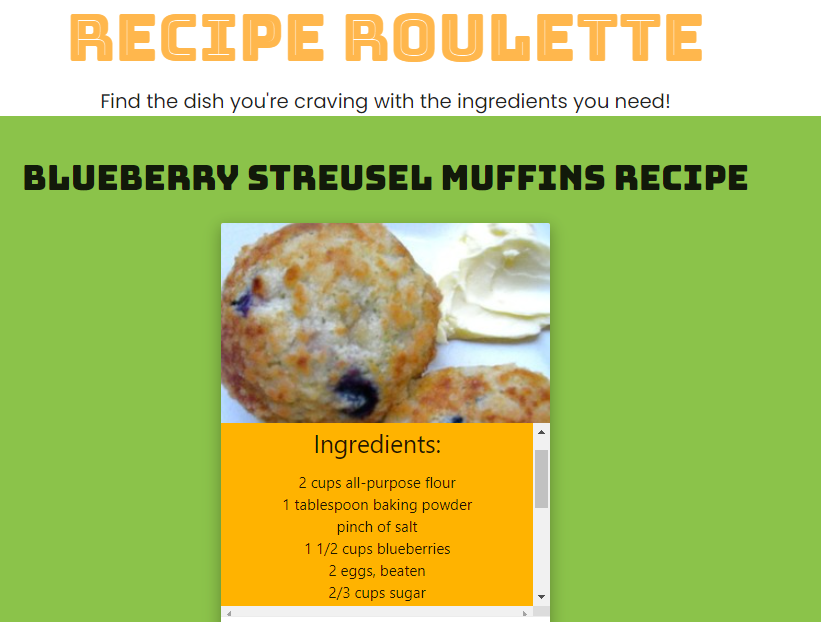 RECIPE ROULETTE
Find the dish you're craving with the ingredients you need!
BLUEBERRY STREUSEL MUFFINS RECIPE
Ingredients:
2 cups all-purpose flour
1 tablespoon baking powder
pinch of salt
1 1/2 cups blueberries
2 eggs, beaten
2/3 cups sugar